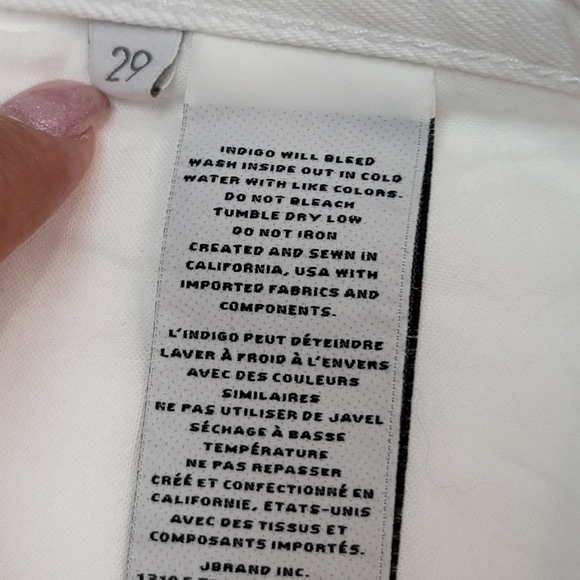 29
INDIGO WILL BLEED
WASH INSIDE OUT IN COLD
WATER WITH LIKE COLORS.
DO NOT BLEACH
TUMBLE DRY LOW
DO NOT IRON
CREATED AND SEWN IN
CALIFORNIA, USA WITH
IMPORTED FABRICS AND
COMPONENTS.
L'INDIGO PEUT DÉTEINDRE
LAVER À FROID À L'ENVERS
AVEC DES COULEURS
SIMILAIRES
NE PAS UTILISER DE JAVEL
SÉCHAGE À BASSE
TEMPÉRATURE
NE PAS REPASSER
CRÉÉ ET CONFECTIONNÉ EN
CALIFORNIE, ETATS-UNIS
AVEC DES TISSUS ET
COMPOSANTS IMPORTÉS.
JBRAND INC.